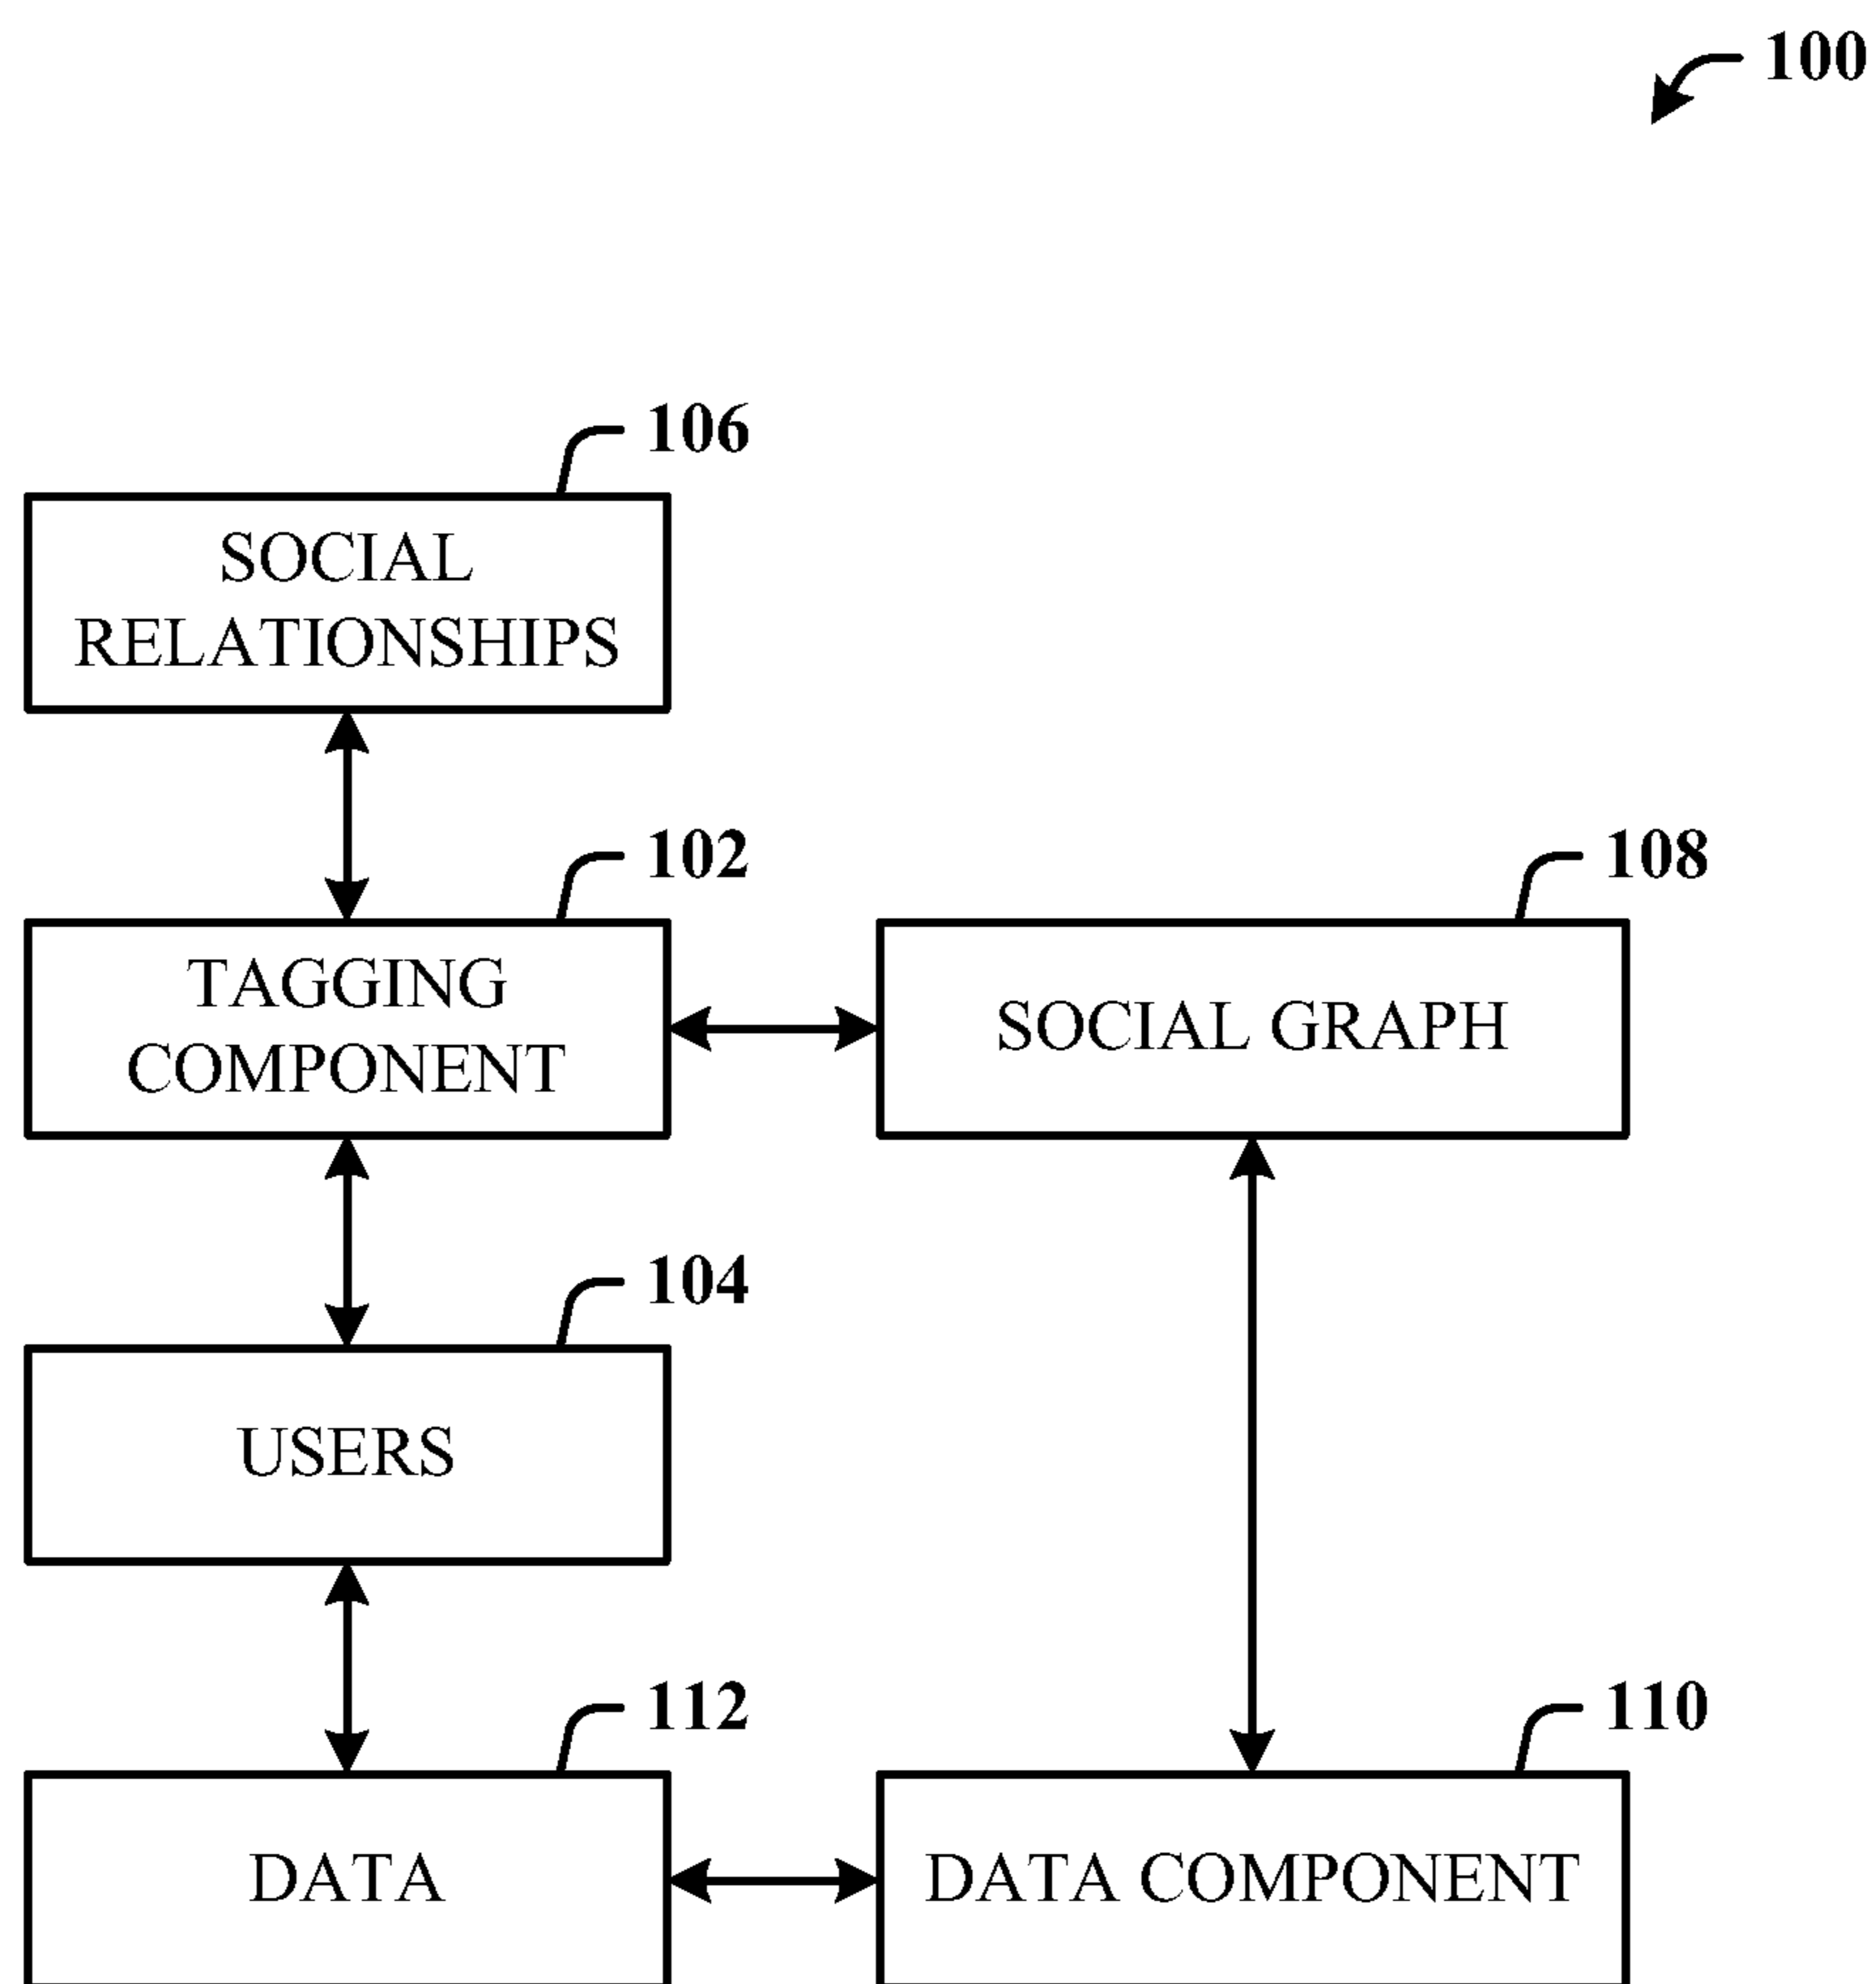 100
106
SOCIAL
RELATIONSHIPS
102
108
TAGGING
COMPONENT
SOCIAL GRAPH
104
USERS
112
110
DATA
DATA COMPONENT